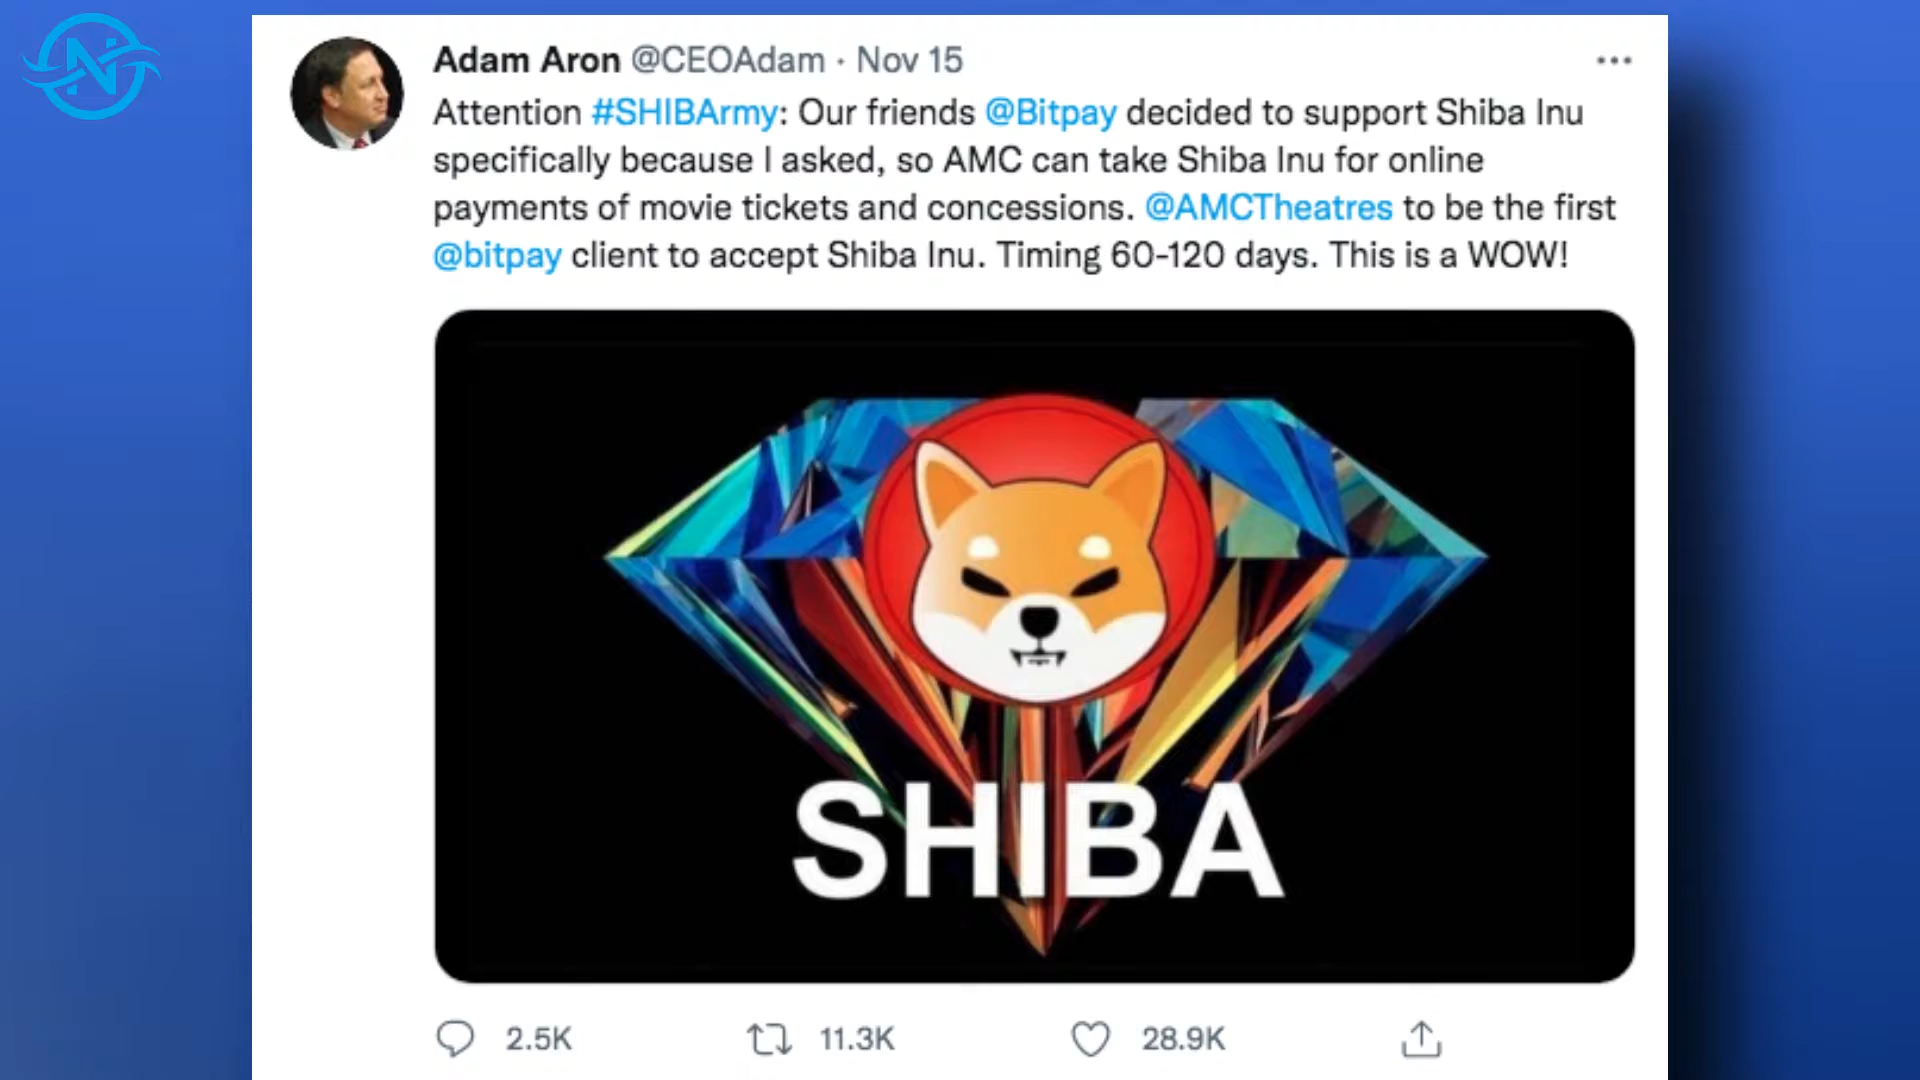 Adam Aron @CEOAdam · Nov 15
Attention #SHIBArmy: Our friends @Bitpay decided to support Shiba Inu
specifically because I asked, so AMC can take Shiba Inu for online
payments of movie tickets and concessions. @AMCTheatres to be the first
@bitpay client to accept Shiba Inu. Timing 60-120 days. This is a WOW!
SHIBA
2.5K 11.3K 28.9K
N